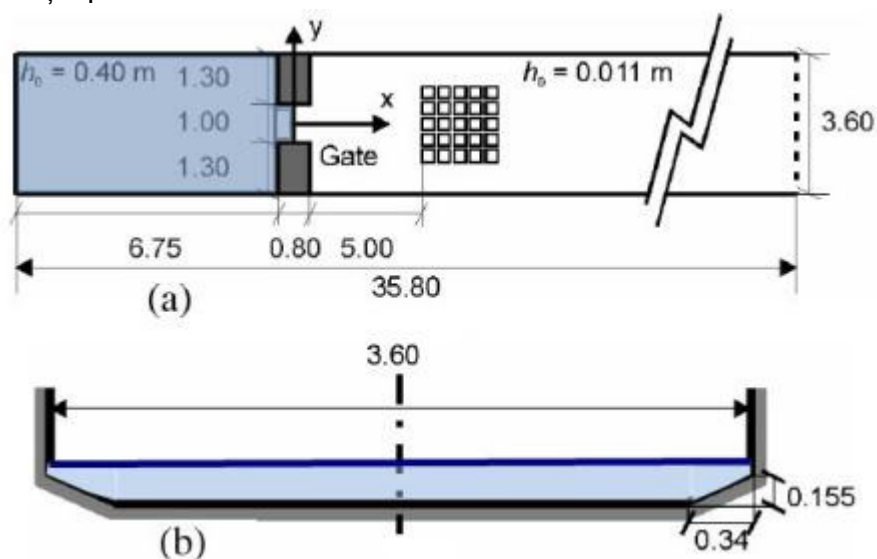 y
h₀ = 0.40 m
1.30
h₀ = 0.011 m
x
1.00
3.60
Gate
1.30
6.75
0.80
5.00
35.80
(a)
3.60
0.155
0.34
(b)